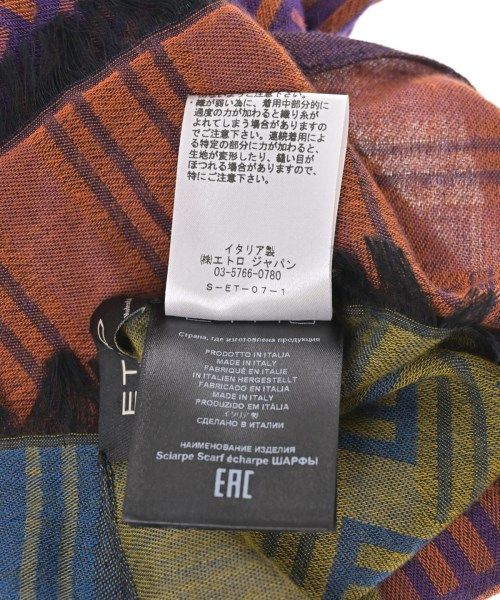 ・織が弱い為に、着用中部分的に
過度の力が加わると織り糸が
よれてしまう場合がありますの
でご注意下さい。連続着用によ
る特定の部分に力が加わると、
生地が変形したり、縫い目が
ほつれる場合がありますので、
特にご注意下さい。
イタリア製
㈱エトロ ジャパン
03-5766-0780
S-ET-07-1
Страна, где изготовлена продукция
PRODOTTO IN ITALIA
MADE IN ITALY
FABRIQUÉ EN ITALIE
IN ITALIEN HERGESTELLT
FABRICADO EN ITALIA
MADE IN ITALY
PRODUZIDO EM ITÁLIA
イタリア製
СДЕЛАНО В ИТАЛИИ
НАИМЕНОВАНИЕ ИЗДЕЛИЯ
Sciarpe Scarf écharpe ШАРФЫ
EAC
ET